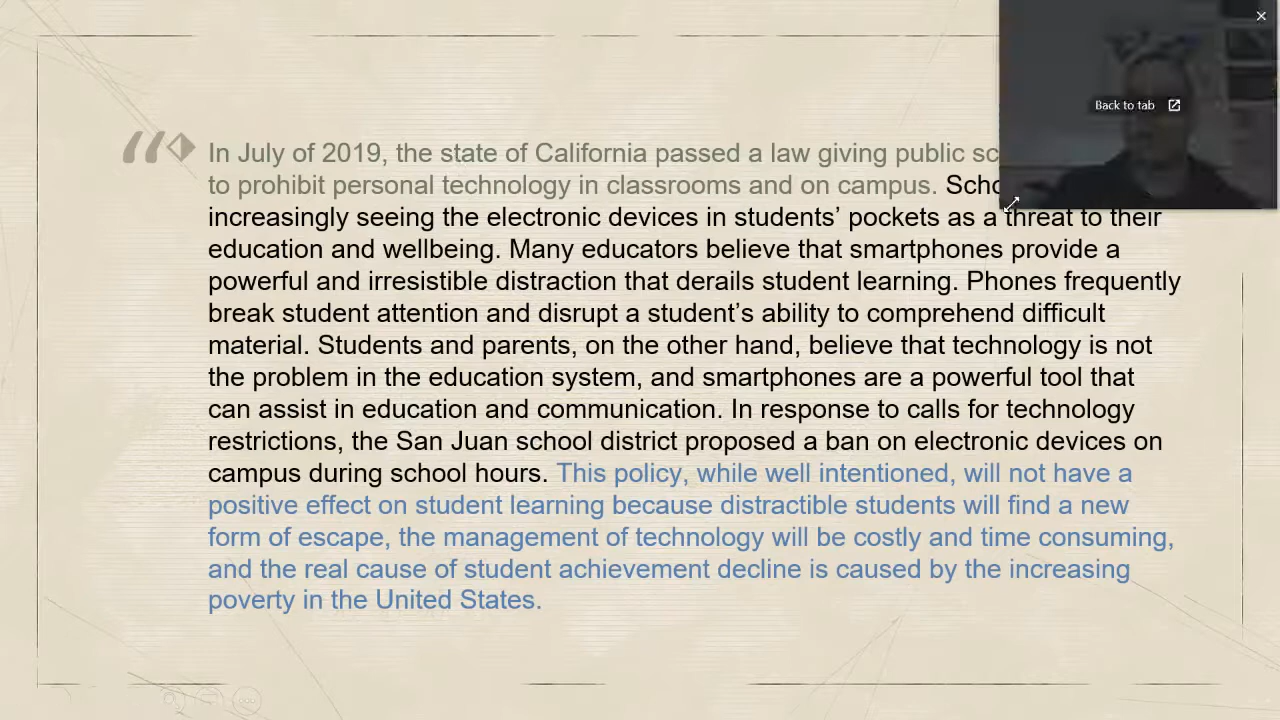 Back to tab
In July of 2019, the state of California passed a law giving public
to prohibit personal technology in classrooms and on campus.
increasingly seeing the electronic devices in students’ pockets as a threat to their
education and wellbeing. Many educators believe that smartphones provide a
powerful and irresistible distraction that derails student learning. Phones frequently
break student attention and disrupt a student’s ability to comprehend difficult
material. Students and parents, on the other hand, believe that technology is not
the problem in the education system, and smartphones are a powerful tool that
can assist in education and communication. In response to calls for technology
restrictions, the San Juan school district proposed a ban on electronic devices on
campus during school hours. This policy, while well intentioned, will not have a
positive effect on student learning because distractible students will find a new
form of escape, the management of technology will be costly and time consuming,
and the real cause of student achievement decline is caused by the increasing
poverty in the United States.